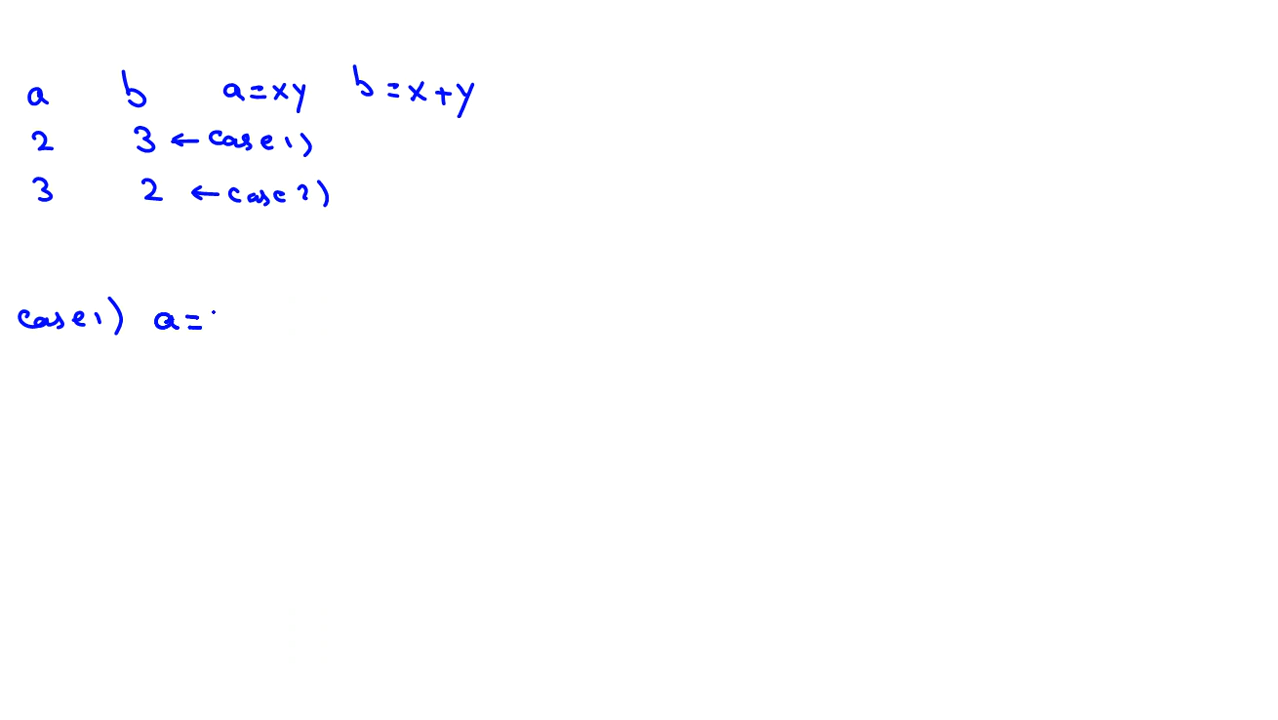 a b a=xy b=x+y
2 3 ← case 1)
3 2 ← case 2)
case 1) a=